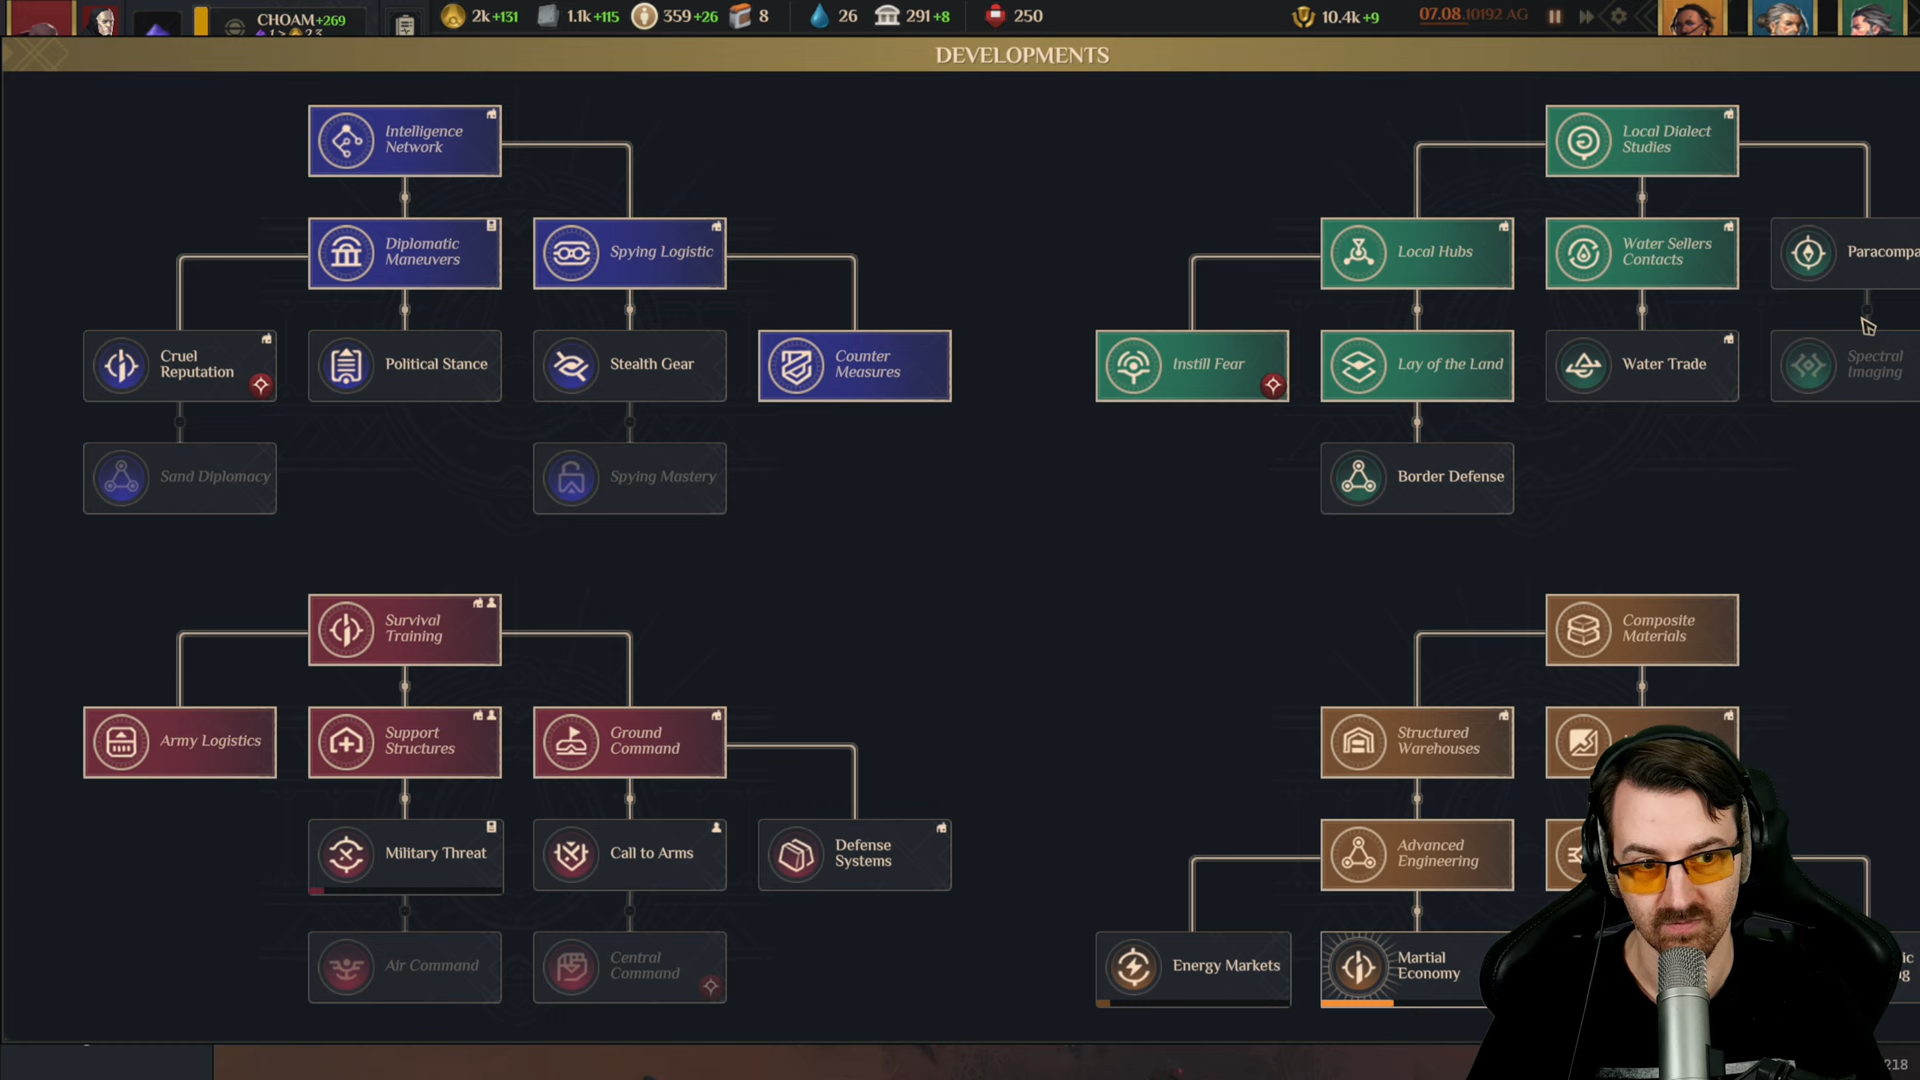 CHOAM+269
2k+131
1.1k+115
359+26
8
26
291+8
250
10.4k+9
07.08.10192 AG
DEVELOPMENTS
Intelligence
Network
Diplomatic
Maneuvers
Spying Logistic
Cruel
Reputation
Political Stance
Stealth Gear
Counter
Measures
Sand Diplomacy
Spying Mastery
Local Dialect
Studies
Local Hubs
Water Sellers
Contacts
Paracompa
Instill Fear
Lay of the Land
Water Trade
Spectral
Imaging
Border Defense
Survival
Training
Army Logistics
Support
Structures
Ground
Command
Military Threat
Call to Arms
Defense
Systems
Air Command
Central
Command
Composite
Materials
Structured
Warehouses
Advanced
Engineering
Energy Markets
Martial
Economy
218